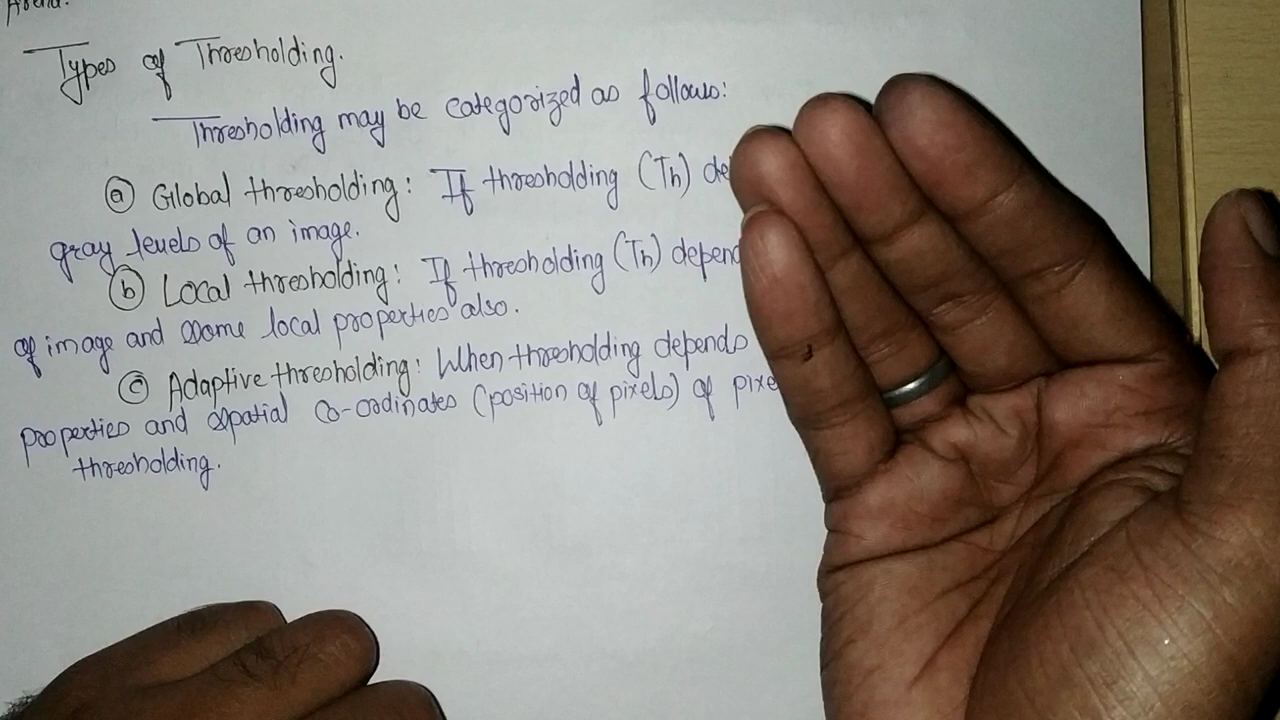 Types of Thresholding.
Thresholding may be categorized as follows:
(a) Global thresholding: If thresholding (Th) de
gray levels of an image.
(b) Local thresholding: If thresholding (Th) depend
of image and some local properties also.
(c) Adaptive thresholding: When thresholding depends
properties and spatial co-ordinates (position of pixels) of pixe
thresholding.